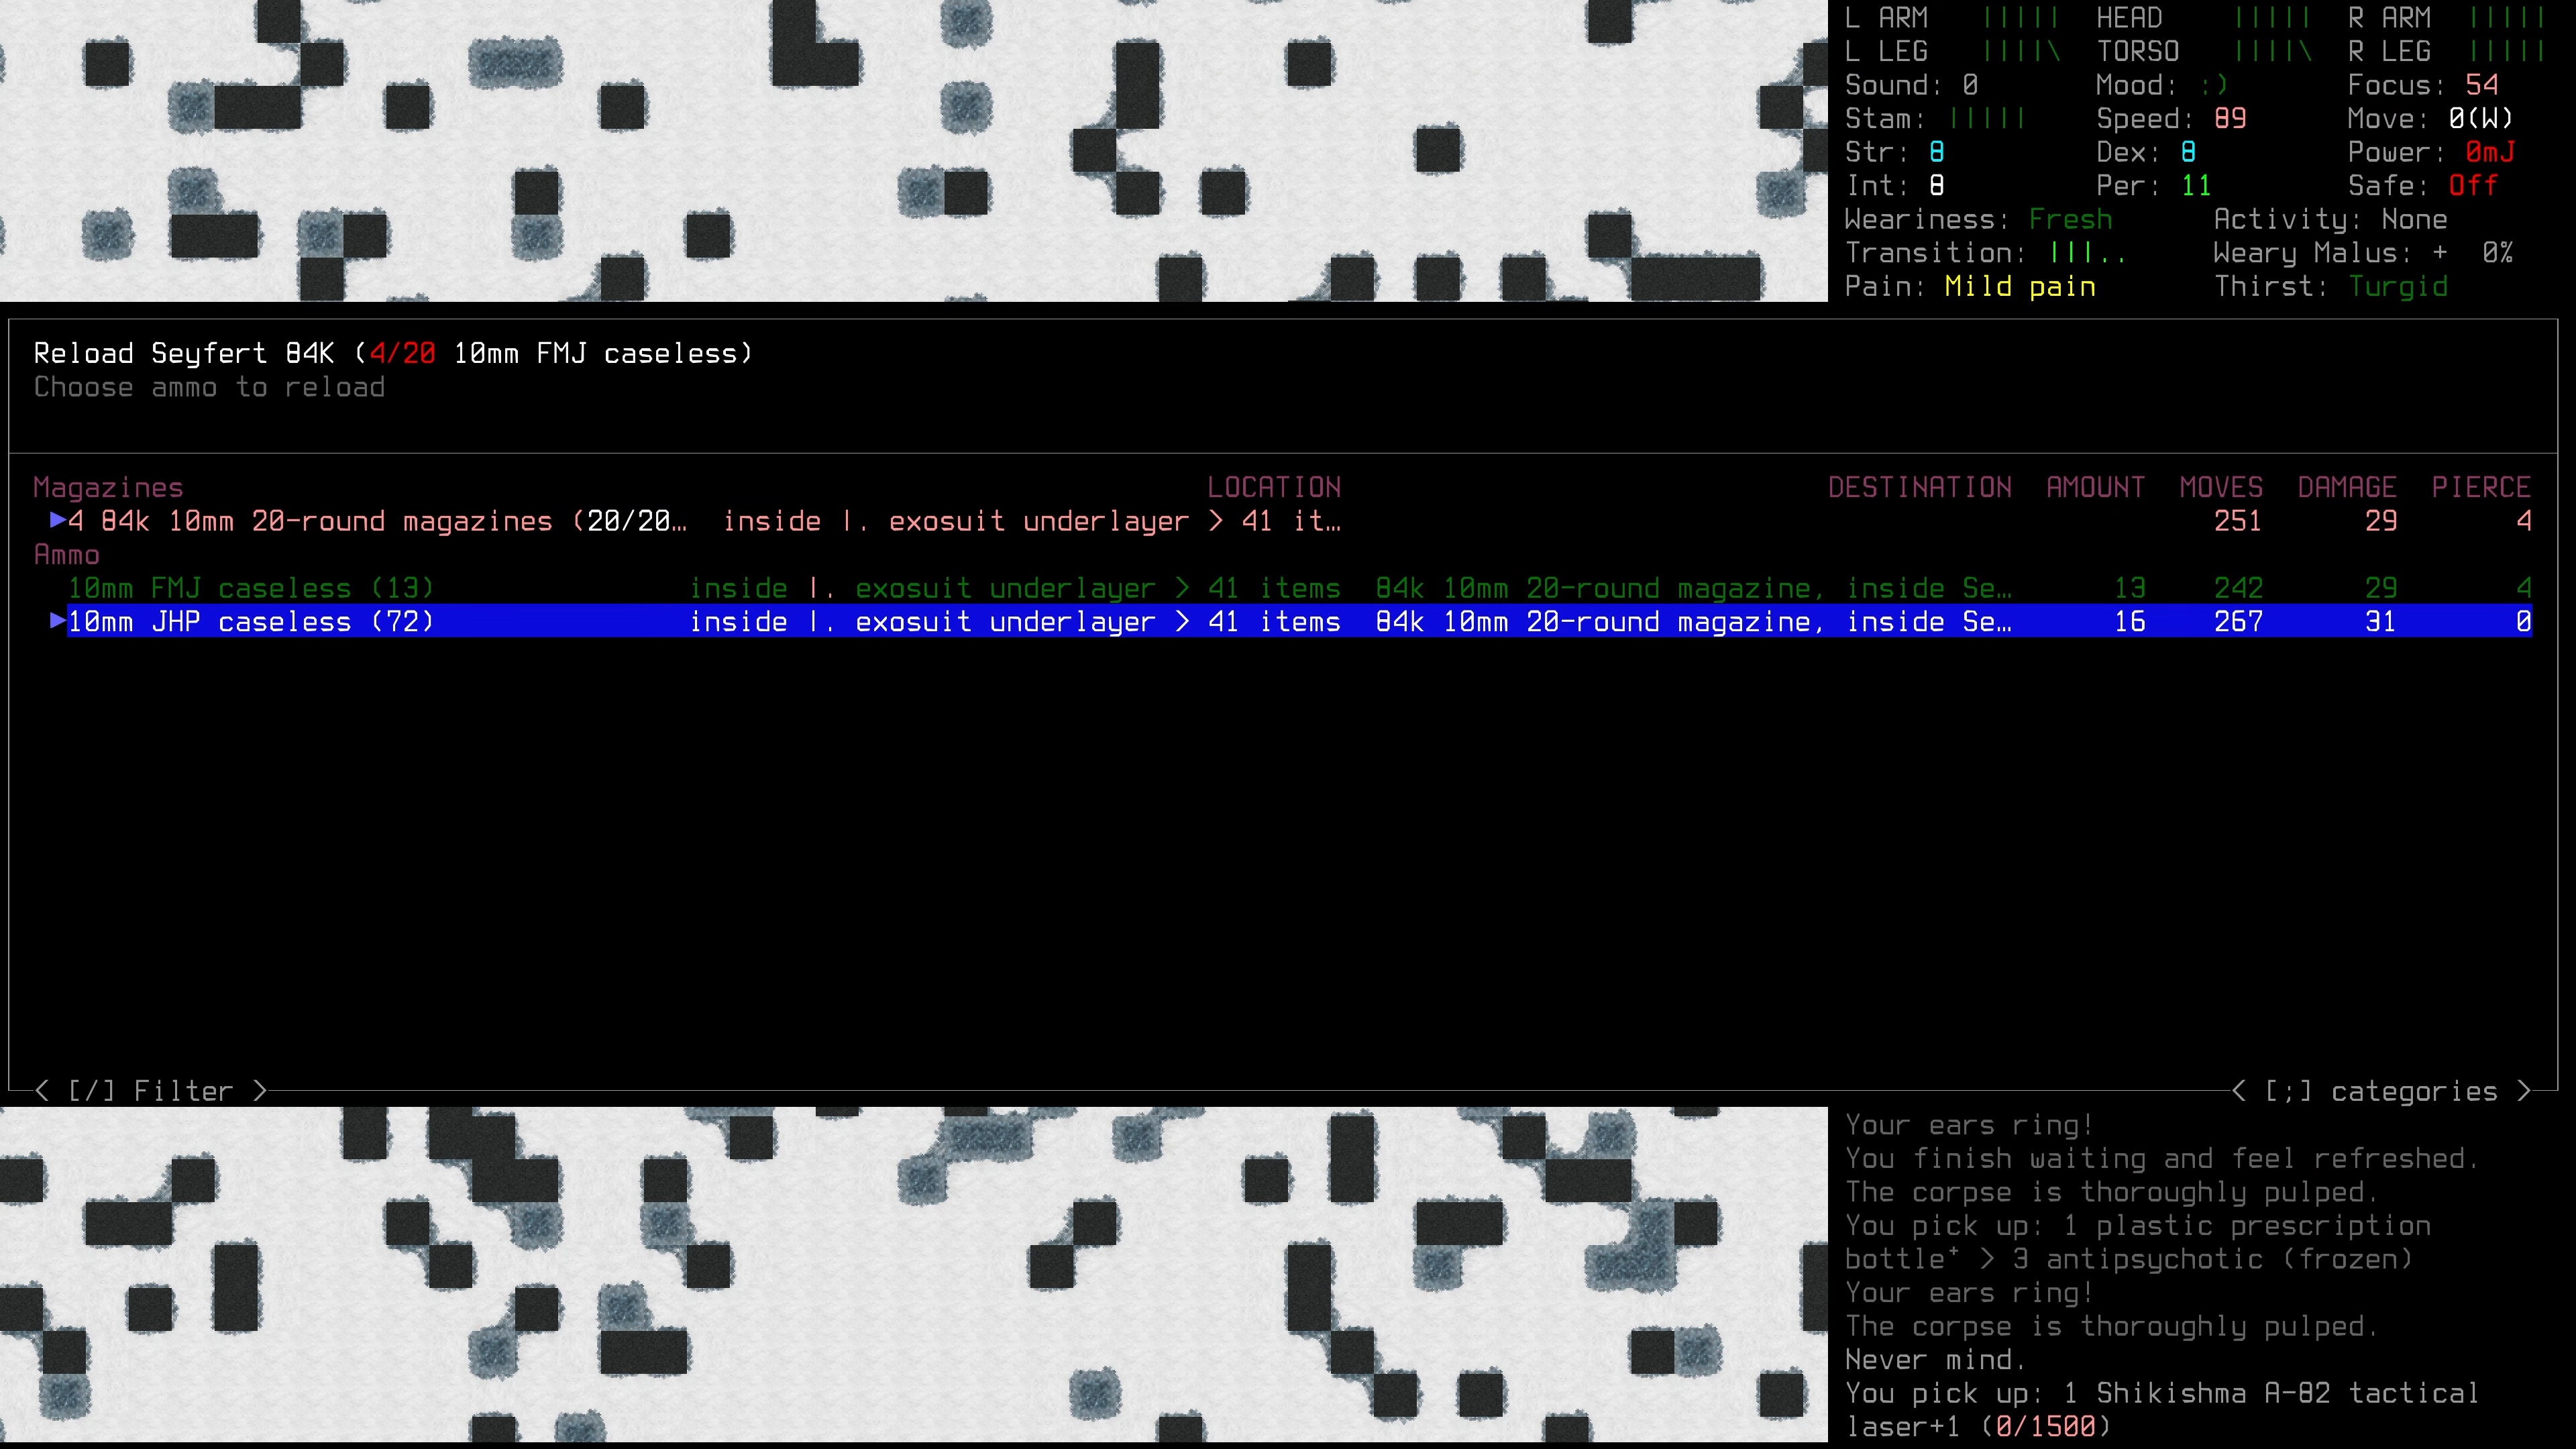 L ARM ||||| HEAD ||||| R ARM |||||
L LEG ||||\ TORSO ||||\ R LEG |||||
Sound: 0 Mood: :) Focus: 54
Stam: ||||| Speed: 89 Move: 0(W)
Str: 8 Dex: 8 Power: 0mJ
Int: 8 Per: 11 Safe: Off
Weariness: Fresh Activity: None
Transition: |||.. Weary Malus: + 0%
Pain: Mild pain Thirst: Turgid
Reload Seyfert 84K (4/20 10mm FMJ caseless)
Choose ammo to reload
Magazines LOCATION DESTINATION AMOUNT MOVES DAMAGE PIERCE
▶4 84k 10mm 20-round magazines (20/20… inside |. exosuit underlayer > 41 it… 251 29 4
Ammo
10mm FMJ caseless (13) inside |. exosuit underlayer > 41 items 84k 10mm 20-round magazine, inside Se… 13 242 29 4
▶10mm JHP caseless (72) inside |. exosuit underlayer > 41 items 84k 10mm 20-round magazine, inside Se… 16 267 31 0
< [/] Filter > < [;] categories >
Your ears ring!
You finish waiting and feel refreshed.
The corpse is thoroughly pulped.
You pick up: 1 plastic prescription
bottle⁺ > 3 antipsychotic (frozen)
Your ears ring!
The corpse is thoroughly pulped.
Never mind.
You pick up: 1 Shikishma A-82 tactical
laser+1 (0/1500)